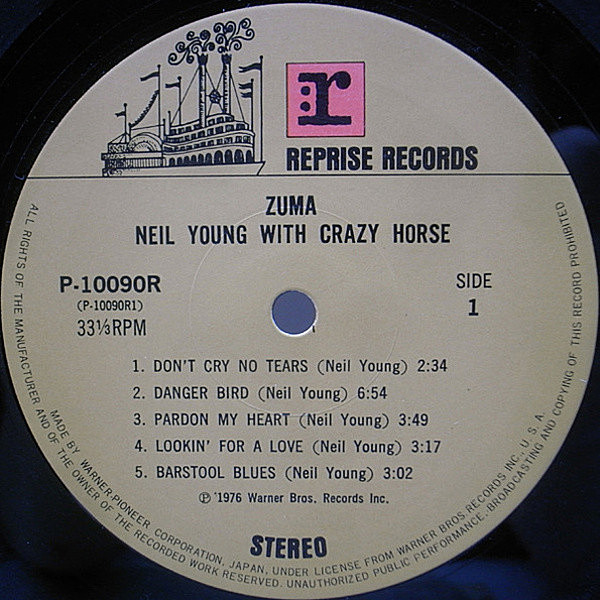 r
REPRISE RECORDS
ZUMA
NEIL YOUNG WITH CRAZY HORSE
P-10090R
(P-10090R1)
33⅓RPM
SIDE
1
1. DON'T CRY NO TEARS (Neil Young) 2:34
2. DANGER BIRD (Neil Young) 6:54
3. PARDON MY HEART (Neil Young) 3:49
4. LOOKIN' FOR A LOVE (Neil Young) 3:17
5. BARSTOOL BLUES (Neil Young) 3:02
Ⓟ '1976 Warner Bros. Records Inc.
STEREO
MADE BY WARNER-PIONEER CORPORATION, JAPAN, UNDER LICENSE FROM WARNER BROS. RECORDS INC., U. S. A.
ALL RIGHTS OF THE MANUFACTURER AND OF THE OWNER OF THE RECORDED WORK RESERVED. UNAUTHORIZED PUBLIC PERFORMANCE, BROADCASTING AND COPYING OF THIS RECORD PROHIBITED